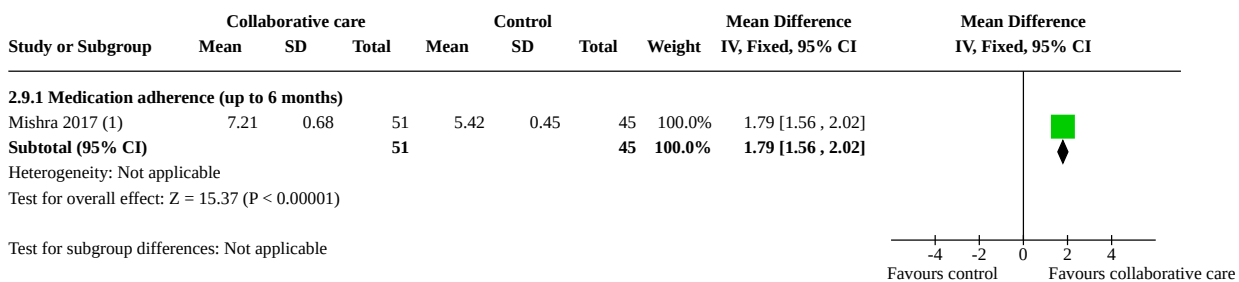 Collaborative care Control Mean Difference Mean Difference
Study or Subgroup Mean SD Total Mean SD Total Weight IV, Fixed, 95% CI IV, Fixed, 95% CI
2.9.1 Medication adherence (up to 6 months)
Mishra 2017 (1) 7.21 0.68 51 5.42 0.45 45 100.0% 1.79 [1.56 , 2.02]
Subtotal (95% CI) 51 45 100.0% 1.79 [1.56 , 2.02]
Heterogeneity: Not applicable
Test for overall effect: Z = 15.37 (P < 0.00001)
Test for subgroup differences: Not applicable
-4 -2 0 2 4
Favours control Favours collaborative care